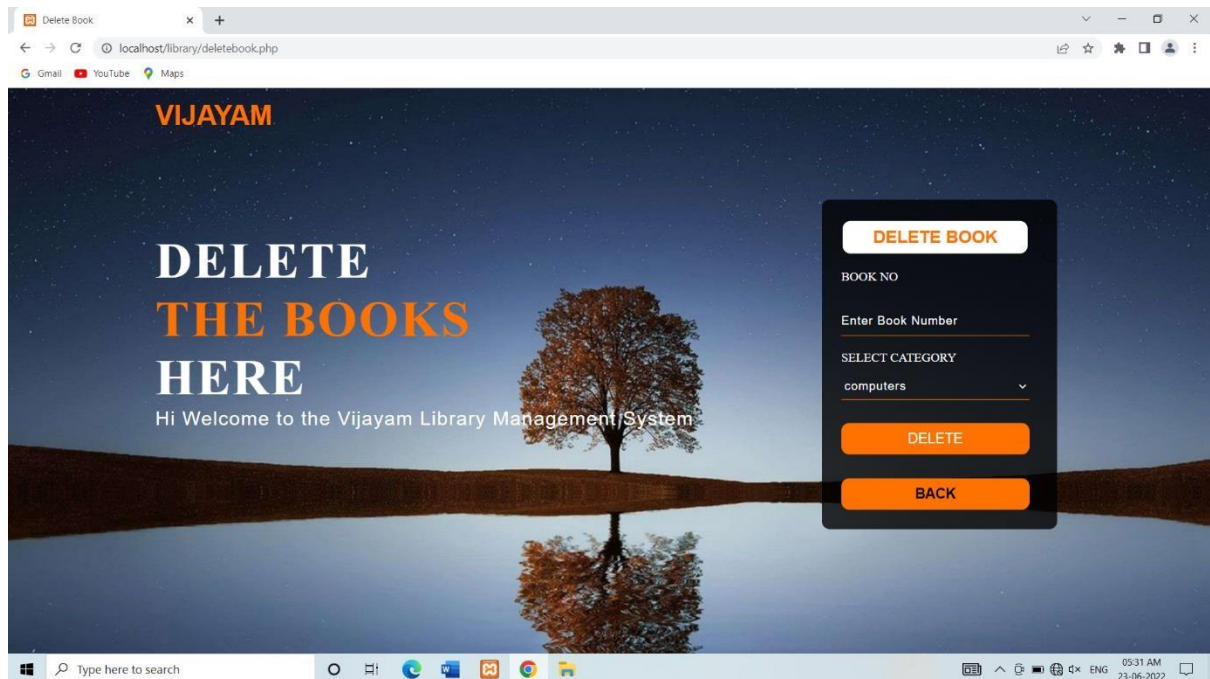 Delete Book
localhost/library/deletebook.php
Gmail YouTube Maps
VIJAYAM
DELETE
THE BOOKS
HERE
Hi Welcome to the Vijayam Library Management System
DELETE BOOK
BOOK NO
Enter Book Number
SELECT CATEGORY
computers
DELETE
BACK
Type here to search
ENG
05:31 AM
23-06-2022